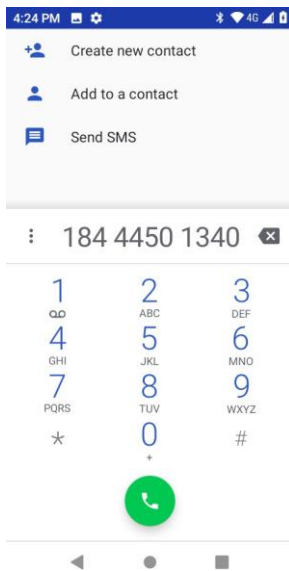 4:24 PM 4G
Create new contact
Add to a contact
Send SMS
184 4450 1340
1 2 3
ABC DEF
4 5 6
GHI JKL MNO
7 8 9
PQRS TUV WXYZ
* 0 #
+